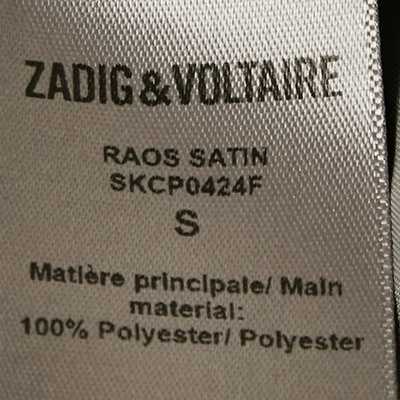 ZADIG&VOLTAIRE
RAOS SATIN
SKCP0424F
S
Matière principale/ Main
material:
100% Polyester/ Polyester